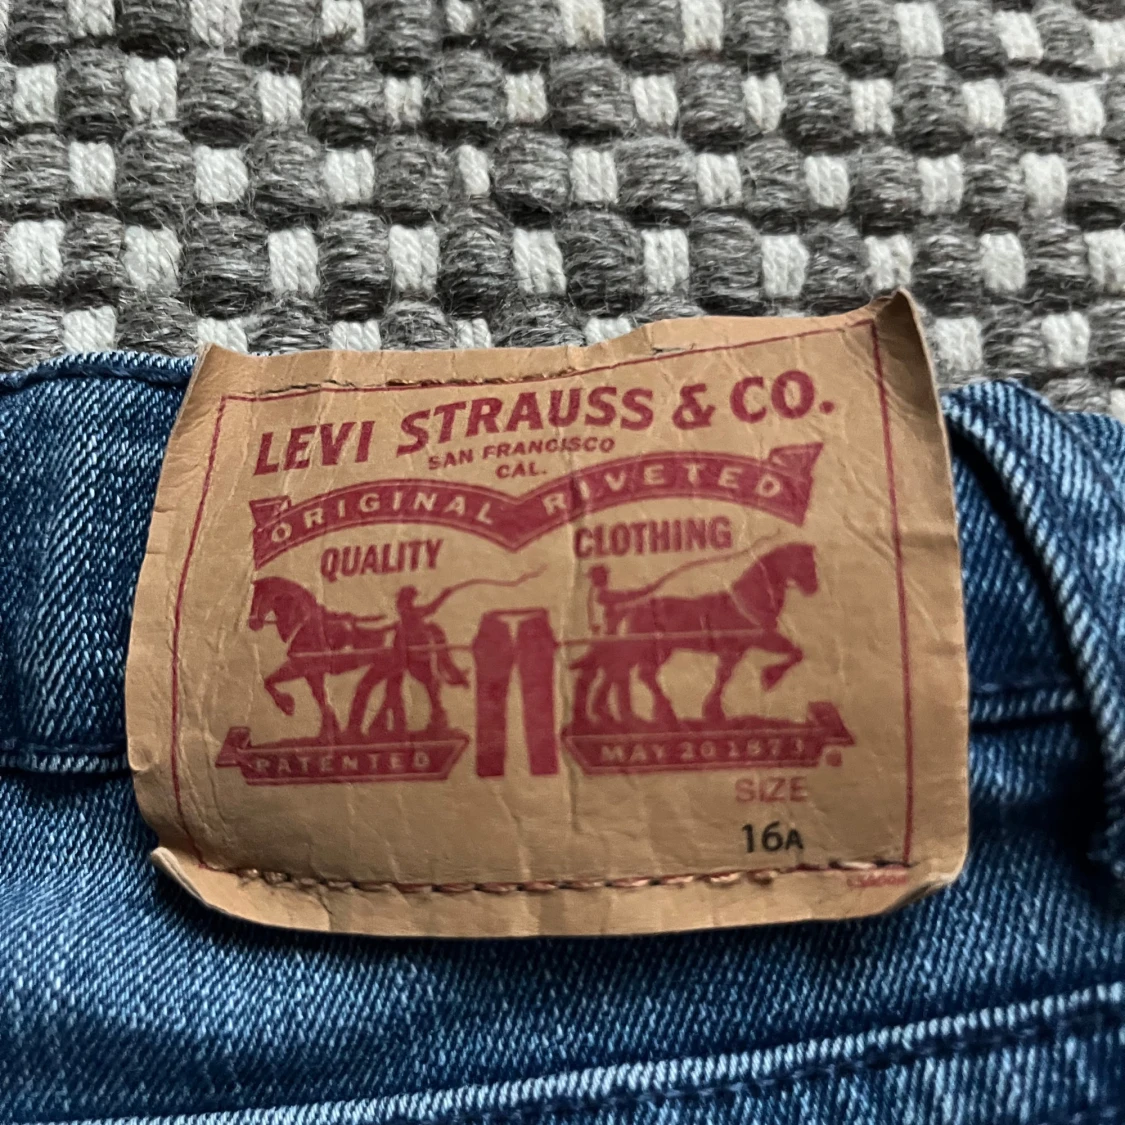 LEVI STRAUSS & CO.
SAN FRANCISCO
CAL.
ORIGINAL RIVETED
QUALITY CLOTHING
PATENTED MAY 20 1873
SIZE
16A